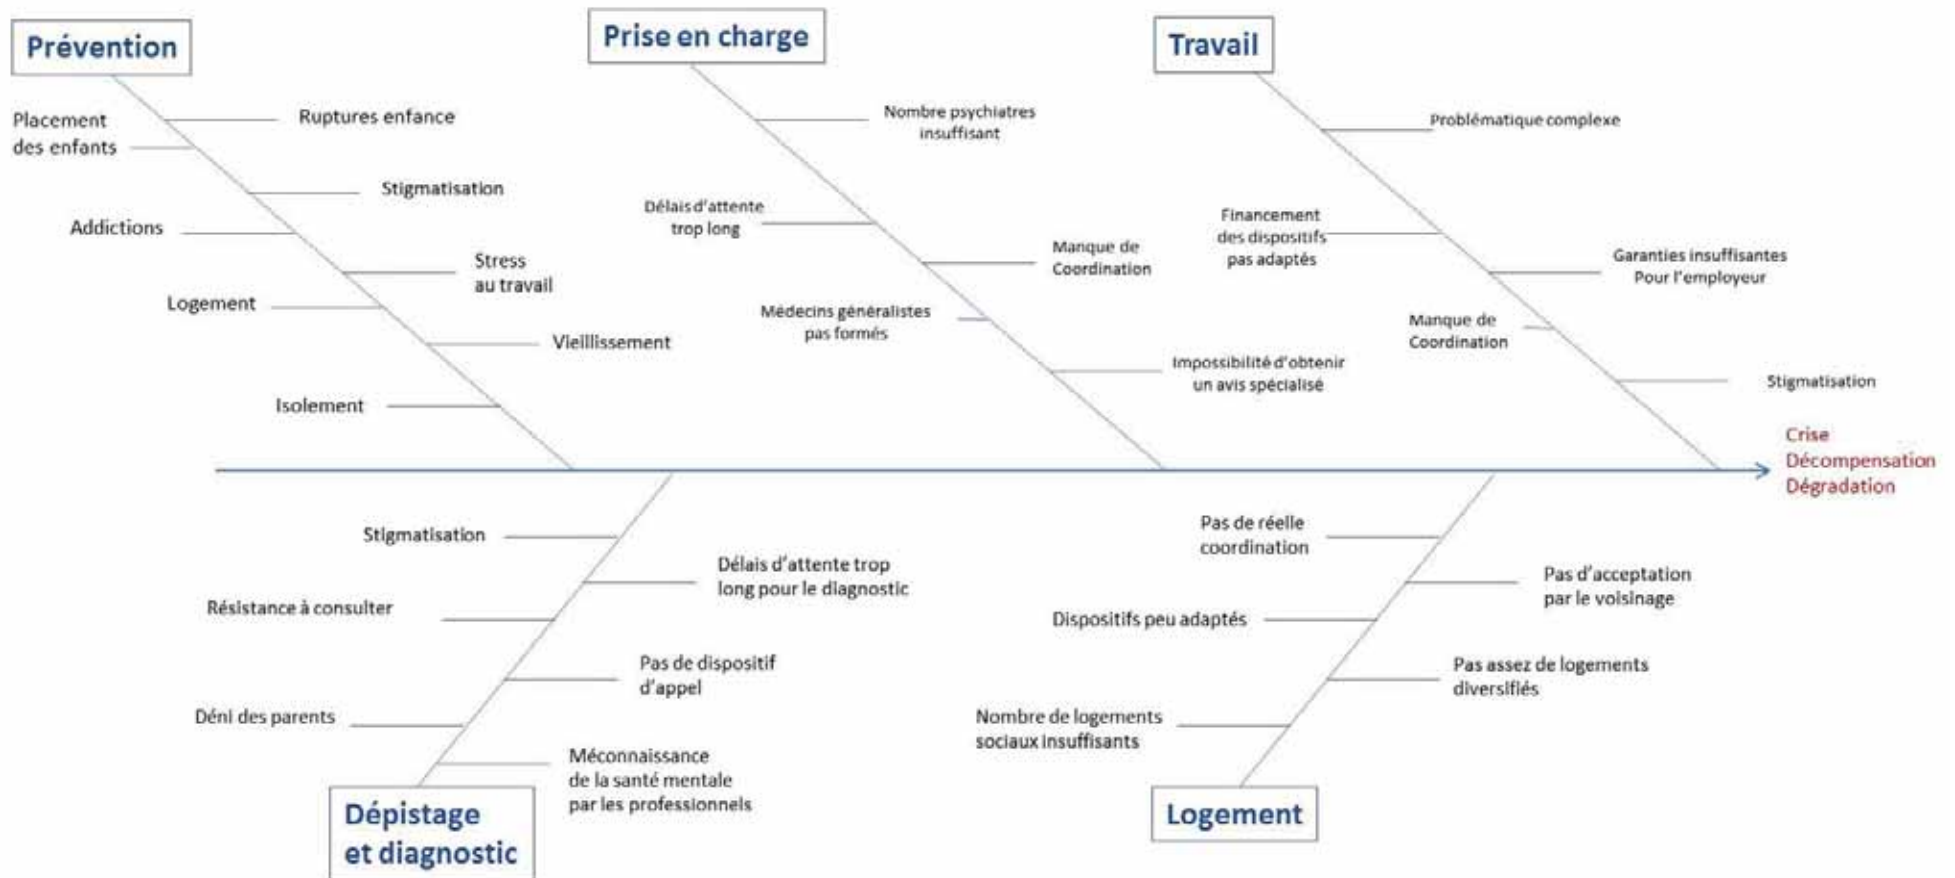 Prévention
Placement
des enfants
Ruptures enfance
Stigmatisation
Addictions
Stress
au travail
Logement
Vieillissement
Isolement
Prise en charge
Nombre psychiatres
insuffisant
Délais d'attente
trop long
Manque de
Coordination
Médecins généralistes
pas formés
Impossibilité d'obtenir
un avis spécialisé
Travail
Problématique complexe
Financement
des dispositifs
pas adaptés
Garanties insuffisantes
Pour l'employeur
Manque de
Coordination
Stigmatisation
Crise
Décompensation
Dégradation
Stigmatisation
Délais d'attente trop
long pour le diagnostic
Résistance à consulter
Pas de dispositif
d'appel
Déni des parents
Méconnaissance
de la santé mentale
par les professionnels
Dépistage
et diagnostic
Pas de réelle
coordination
Pas d'acceptation
par le voisinage
Dispositifs peu adaptés
Pas assez de logements
diversifiés
Nombre de logements
sociaux insuffisants
Logement